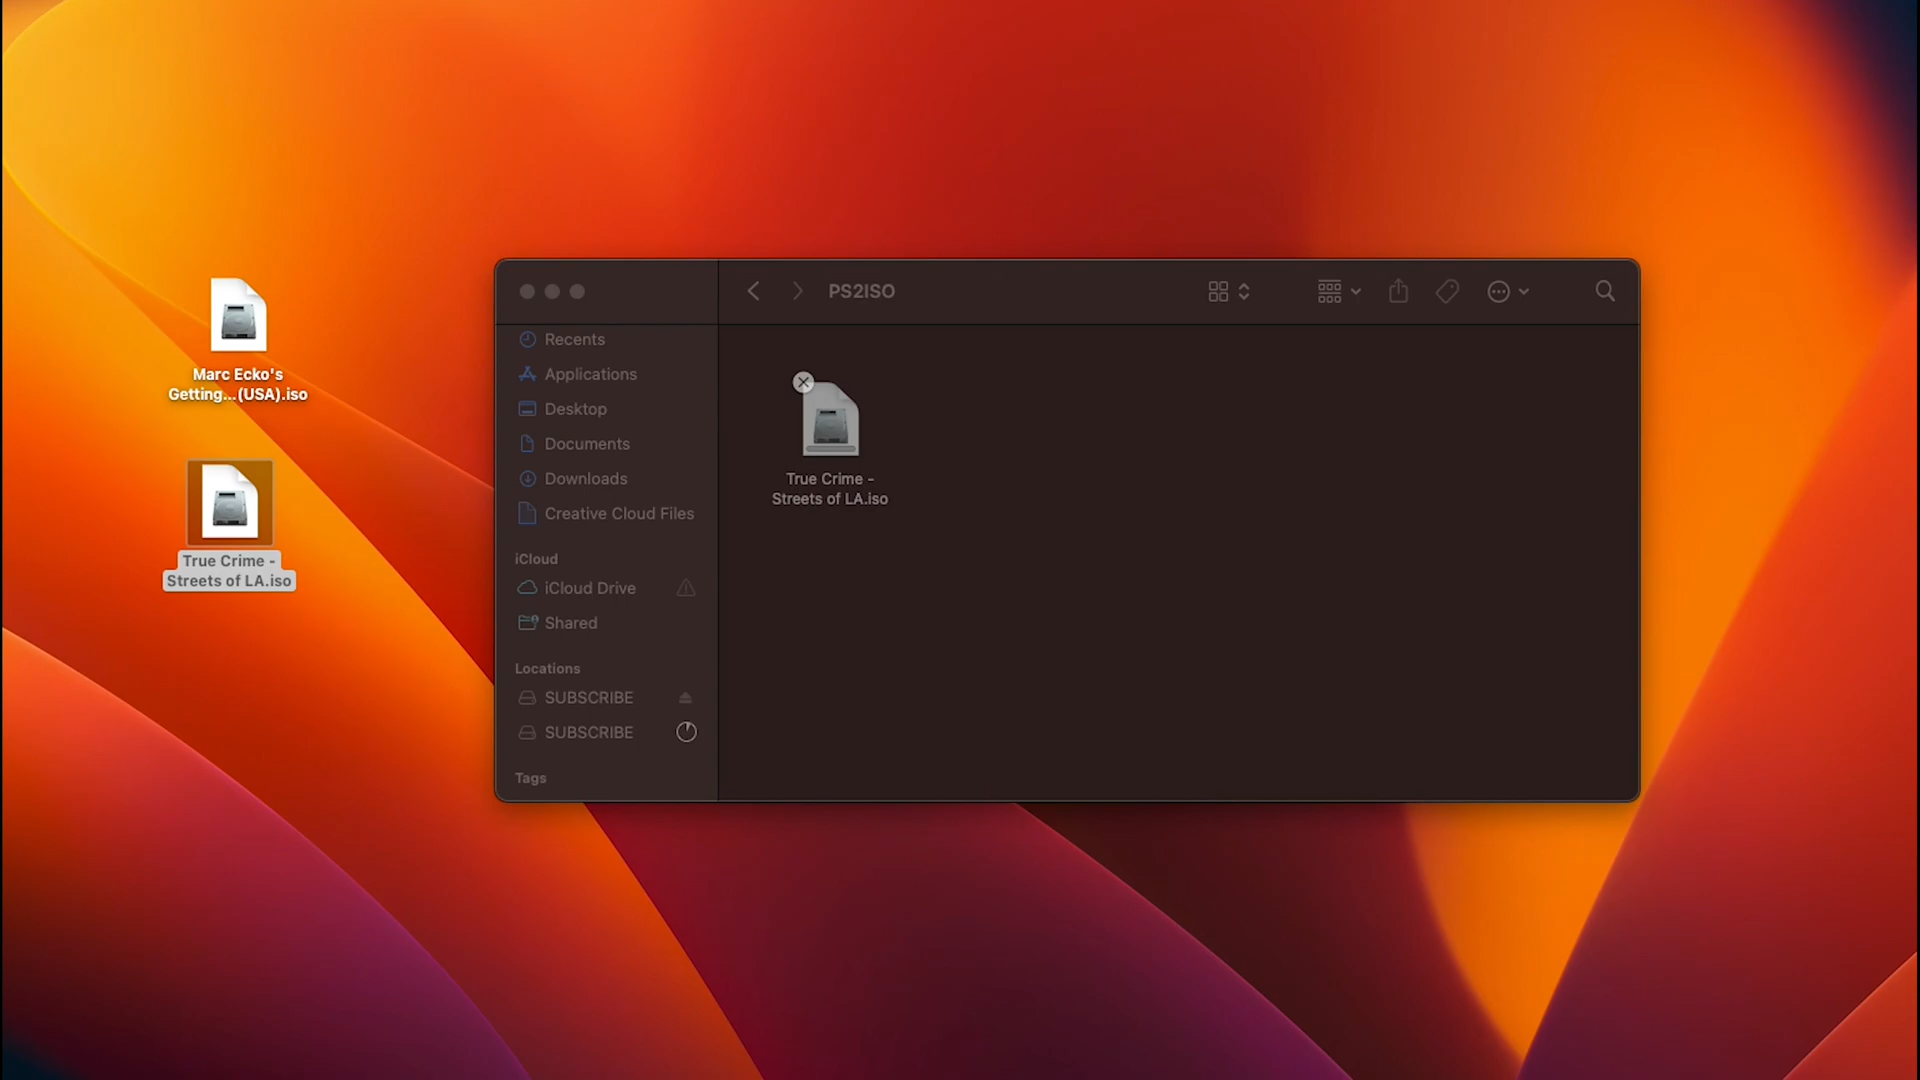 Marc Ecko's
Getting...(USA).iso
True Crime -
Streets of LA.iso
PS2ISO
Recents
Applications
Desktop
Documents
Downloads
Creative Cloud Files
iCloud
iCloud Drive
Shared
Locations
SUBSCRIBE
SUBSCRIBE
Tags
True Crime -
Streets of LA.iso